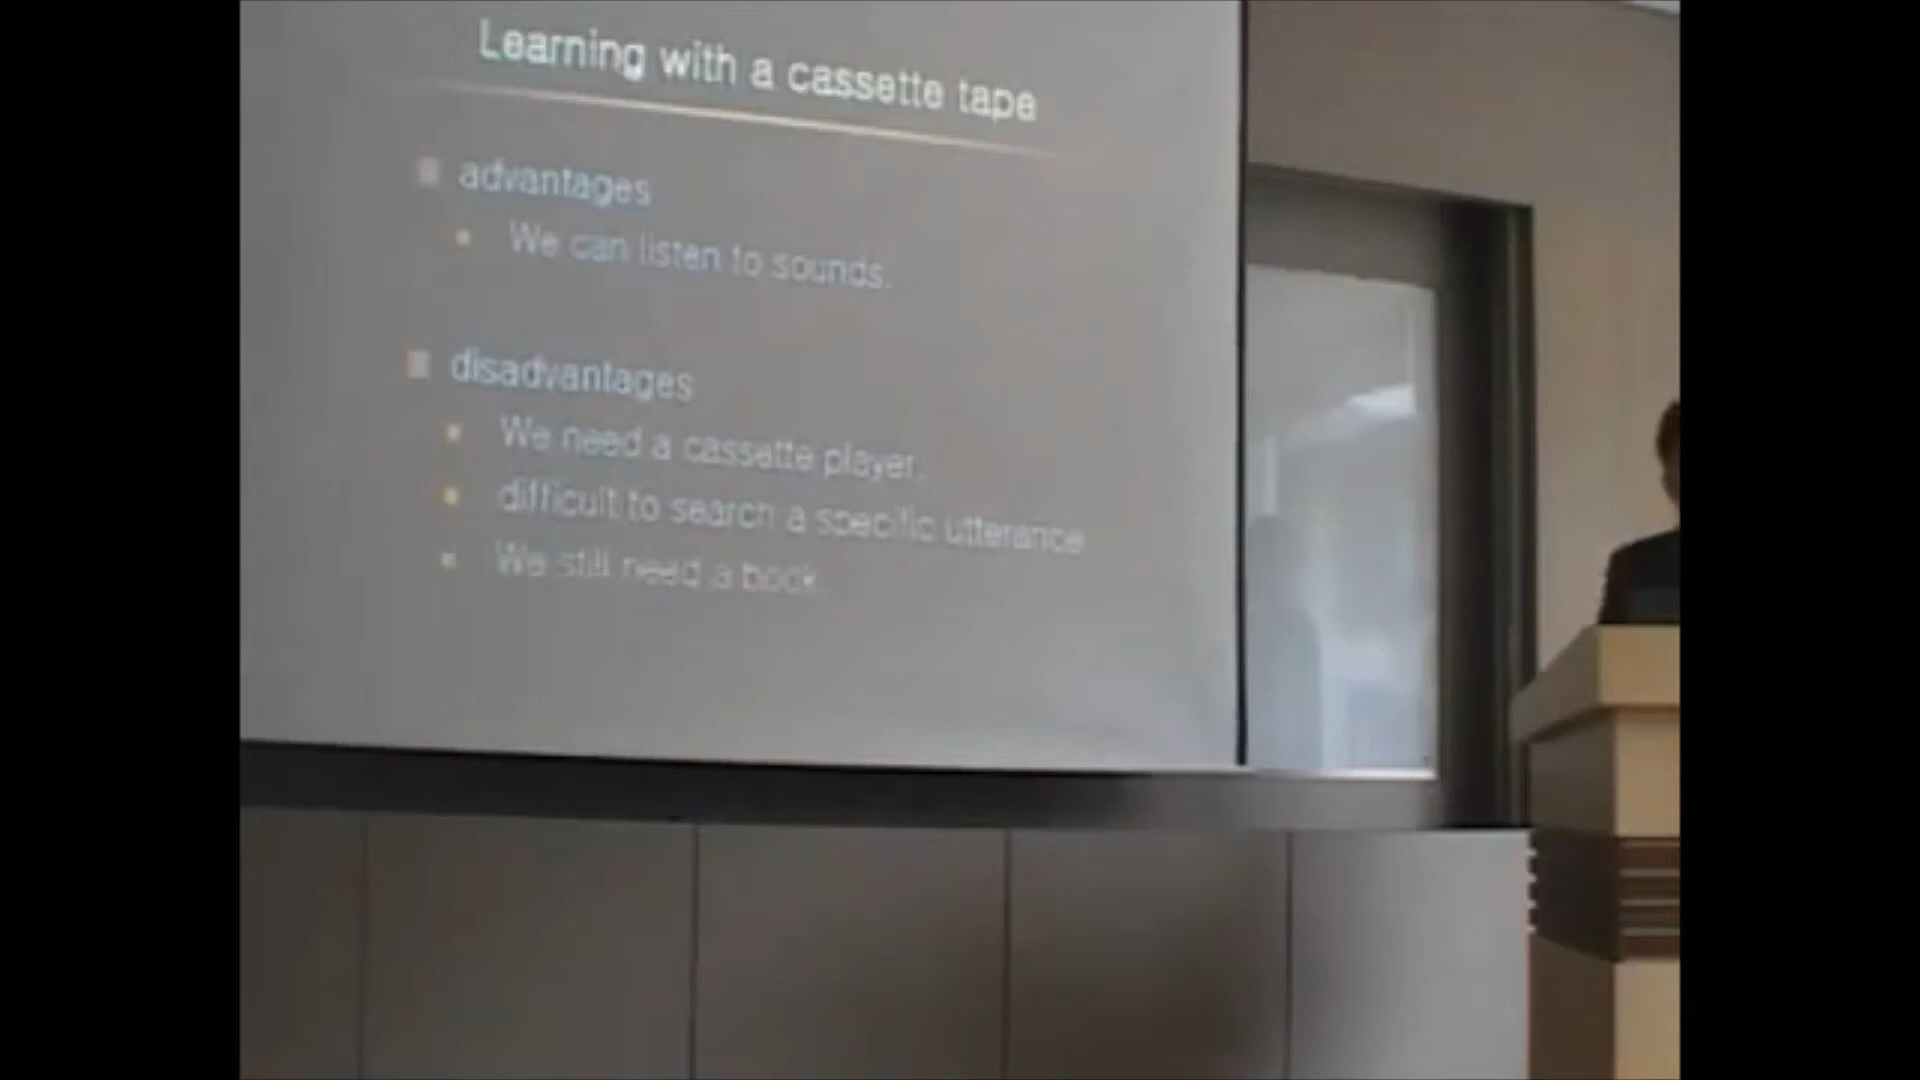 Learning with a cassette tape
advantages
We can listen to sounds.
disadvantages
We need a cassette player.
difficult to search a specific utterance
We still need a book.